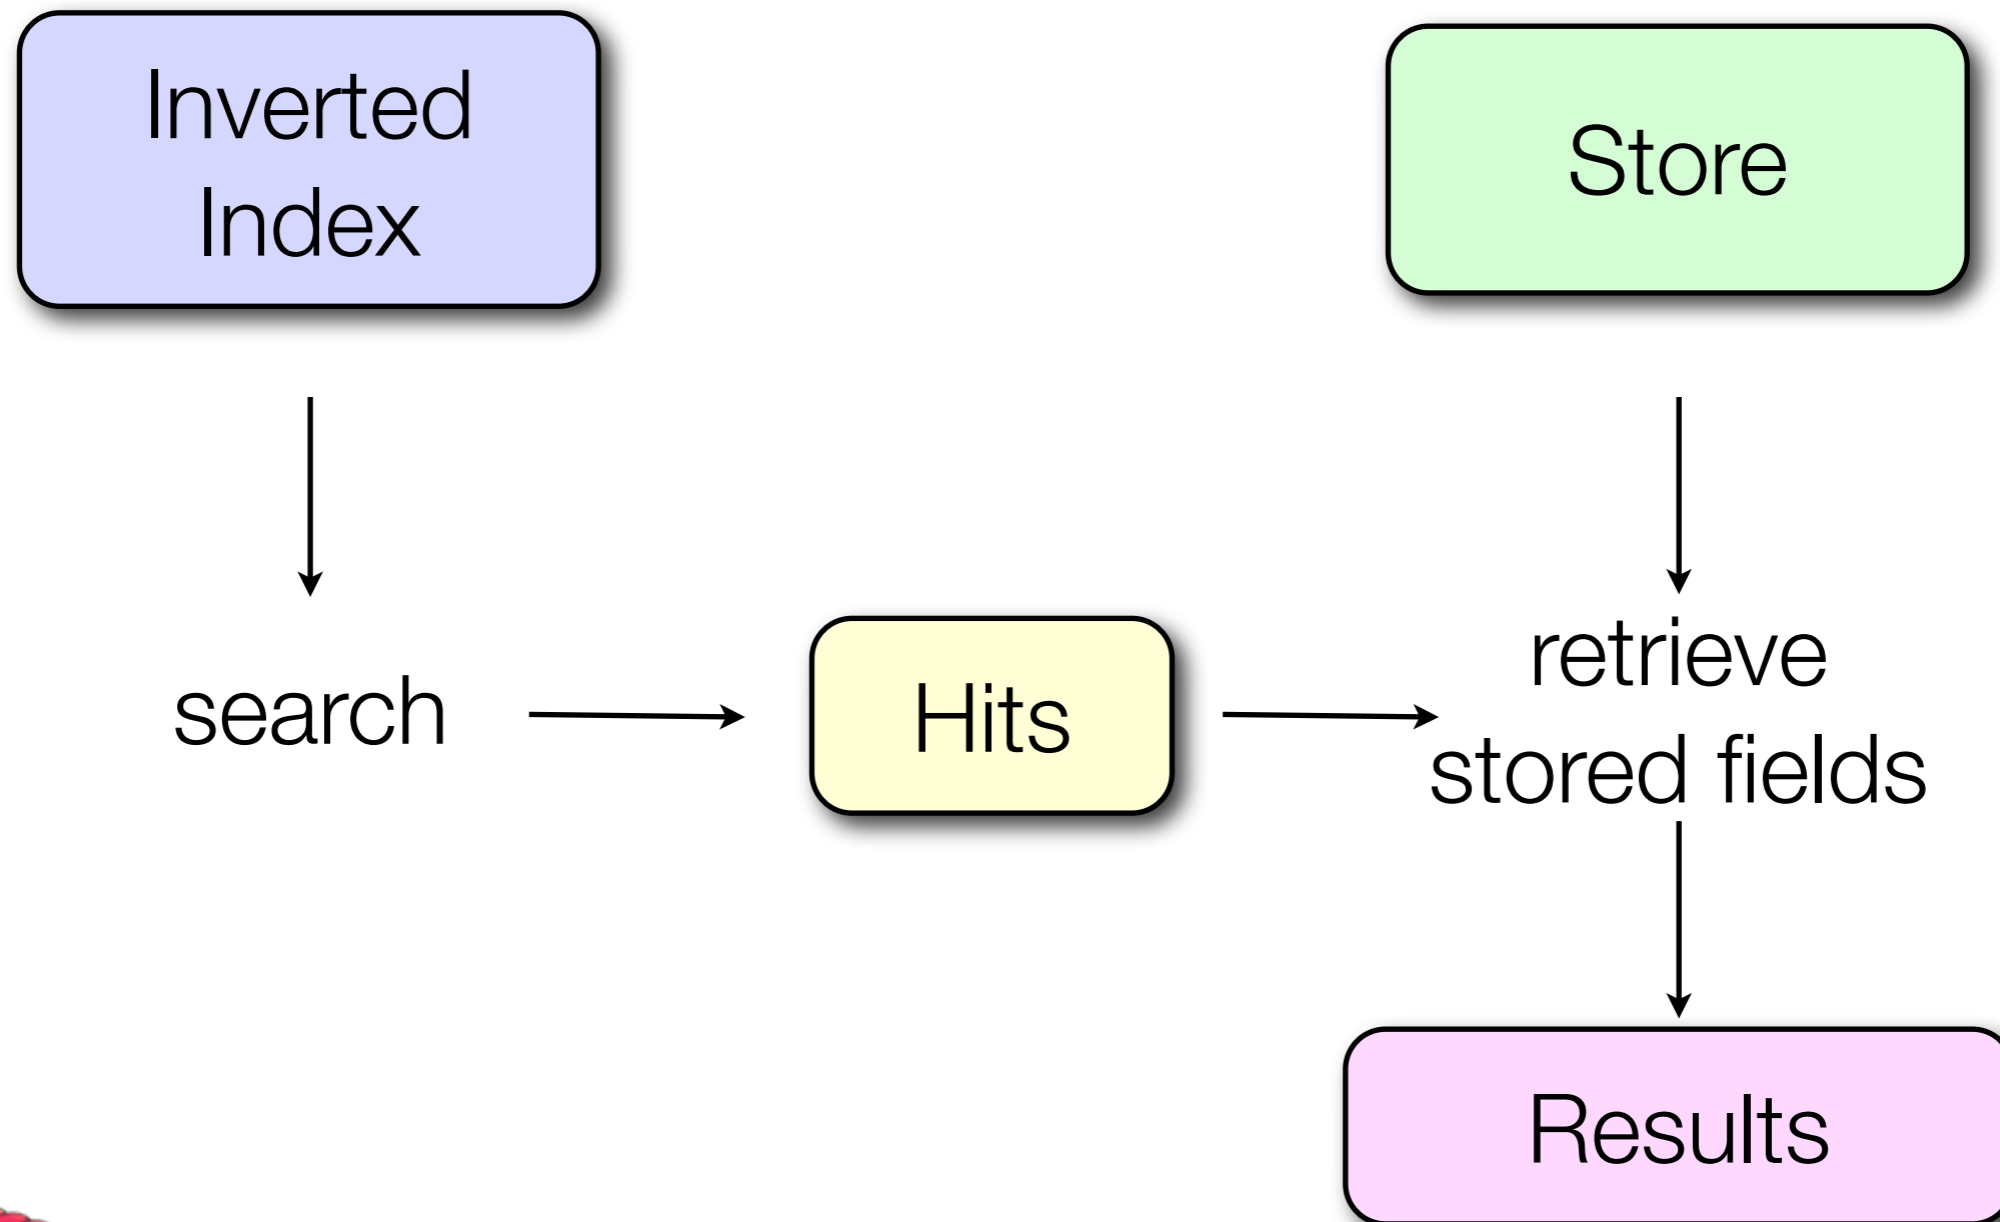 Inverted
Index
Store
search
Hits
retrieve
stored fields
Results